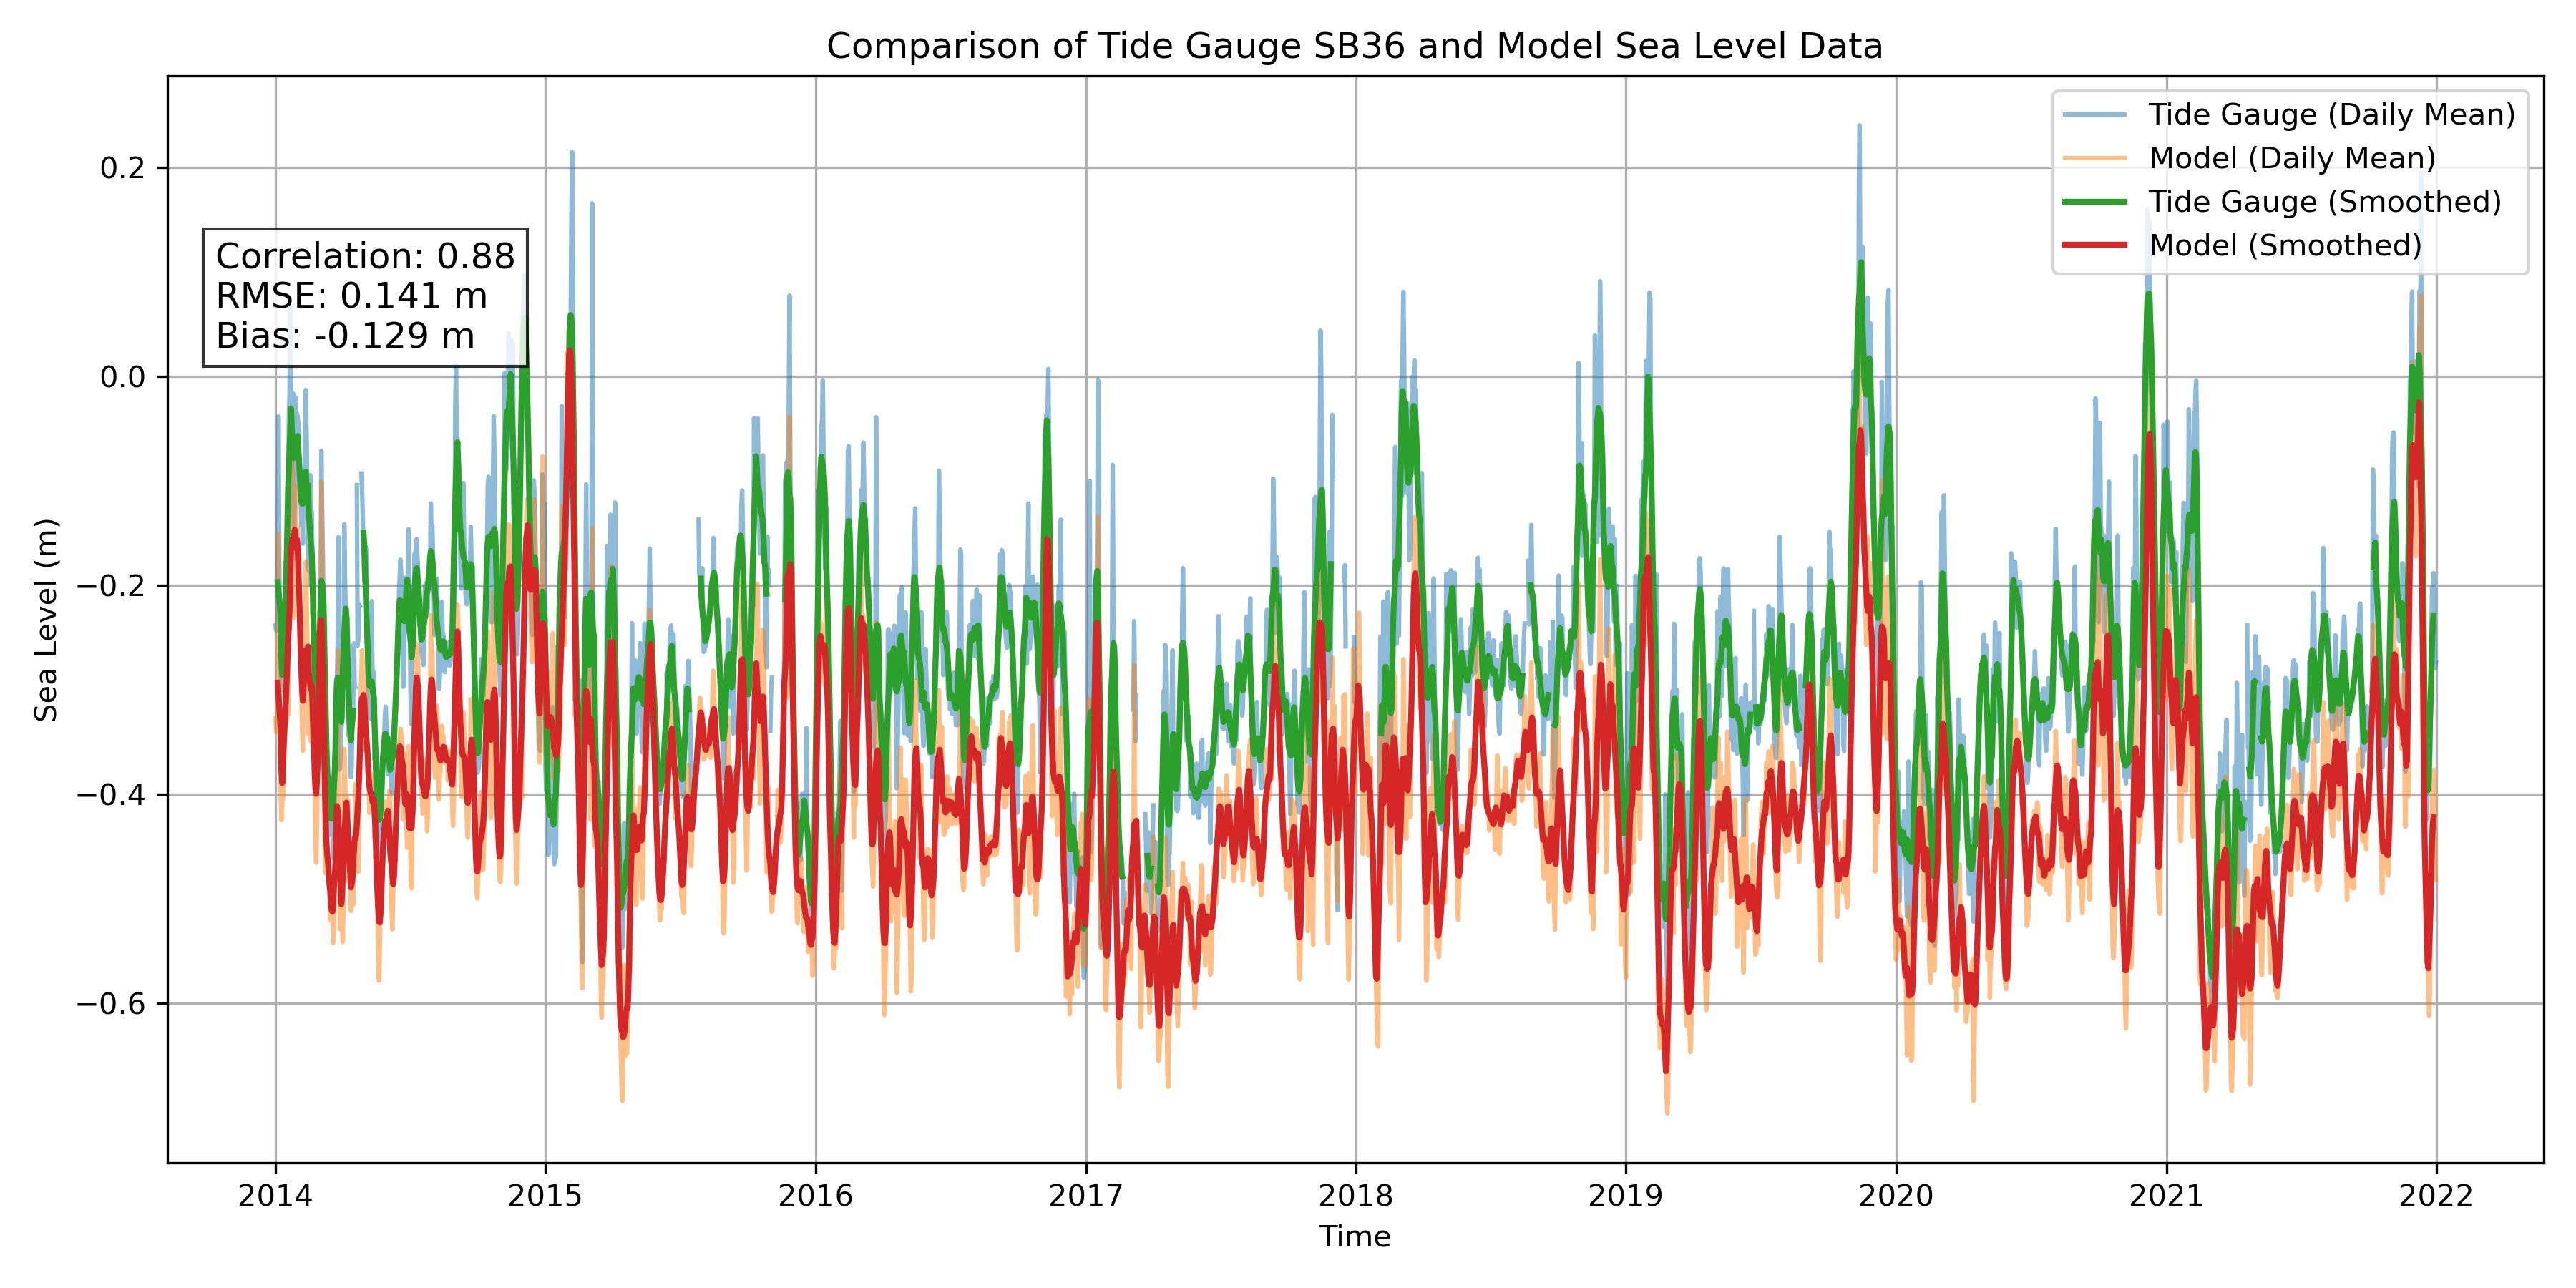 Comparison of Tide Gauge SB36 and Model Sea Level Data
Tide Gauge (Daily Mean)
Model (Daily Mean)
Tide Gauge (Smoothed)
Model (Smoothed)
Correlation: 0.88
RMSE: 0.141 m
Bias: -0.129 m
Sea Level (m)
0.2
0.0
−0.2
−0.4
−0.6
2014 2015 2016 2017 2018 2019 2020 2021 2022
Time